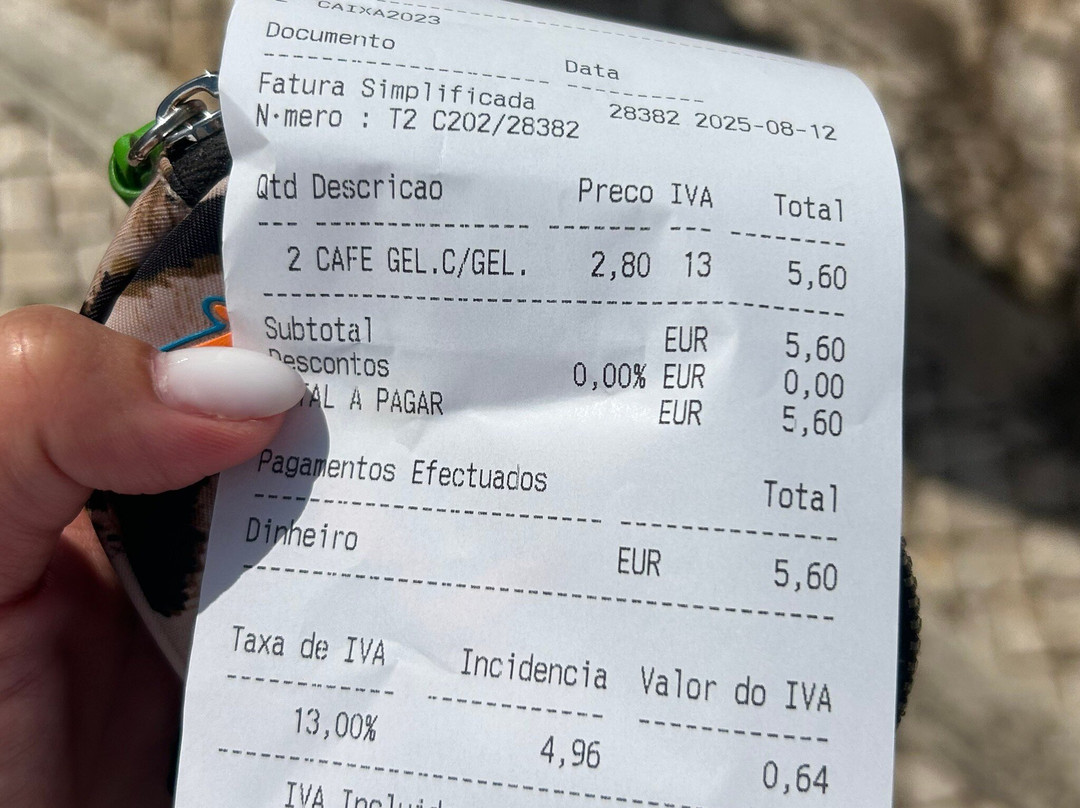 CAIXA2023
Documento Data
Fatura Simplificada 28382 2025-08-12
N·mero : T2 C202/28382
Qtd Descricao Preco IVA Total
2 CAFE GEL.C/GEL. 2,80 13 5,60
Subtotal EUR 5,60
Descontos 0,00% EUR 0,00
A PAGAR EUR 5,60
Pagamentos Efectuados Total
Dinheiro EUR 5,60
Taxa de IVA Incidencia Valor do IVA
13,00% 4,96 0,64
IVA